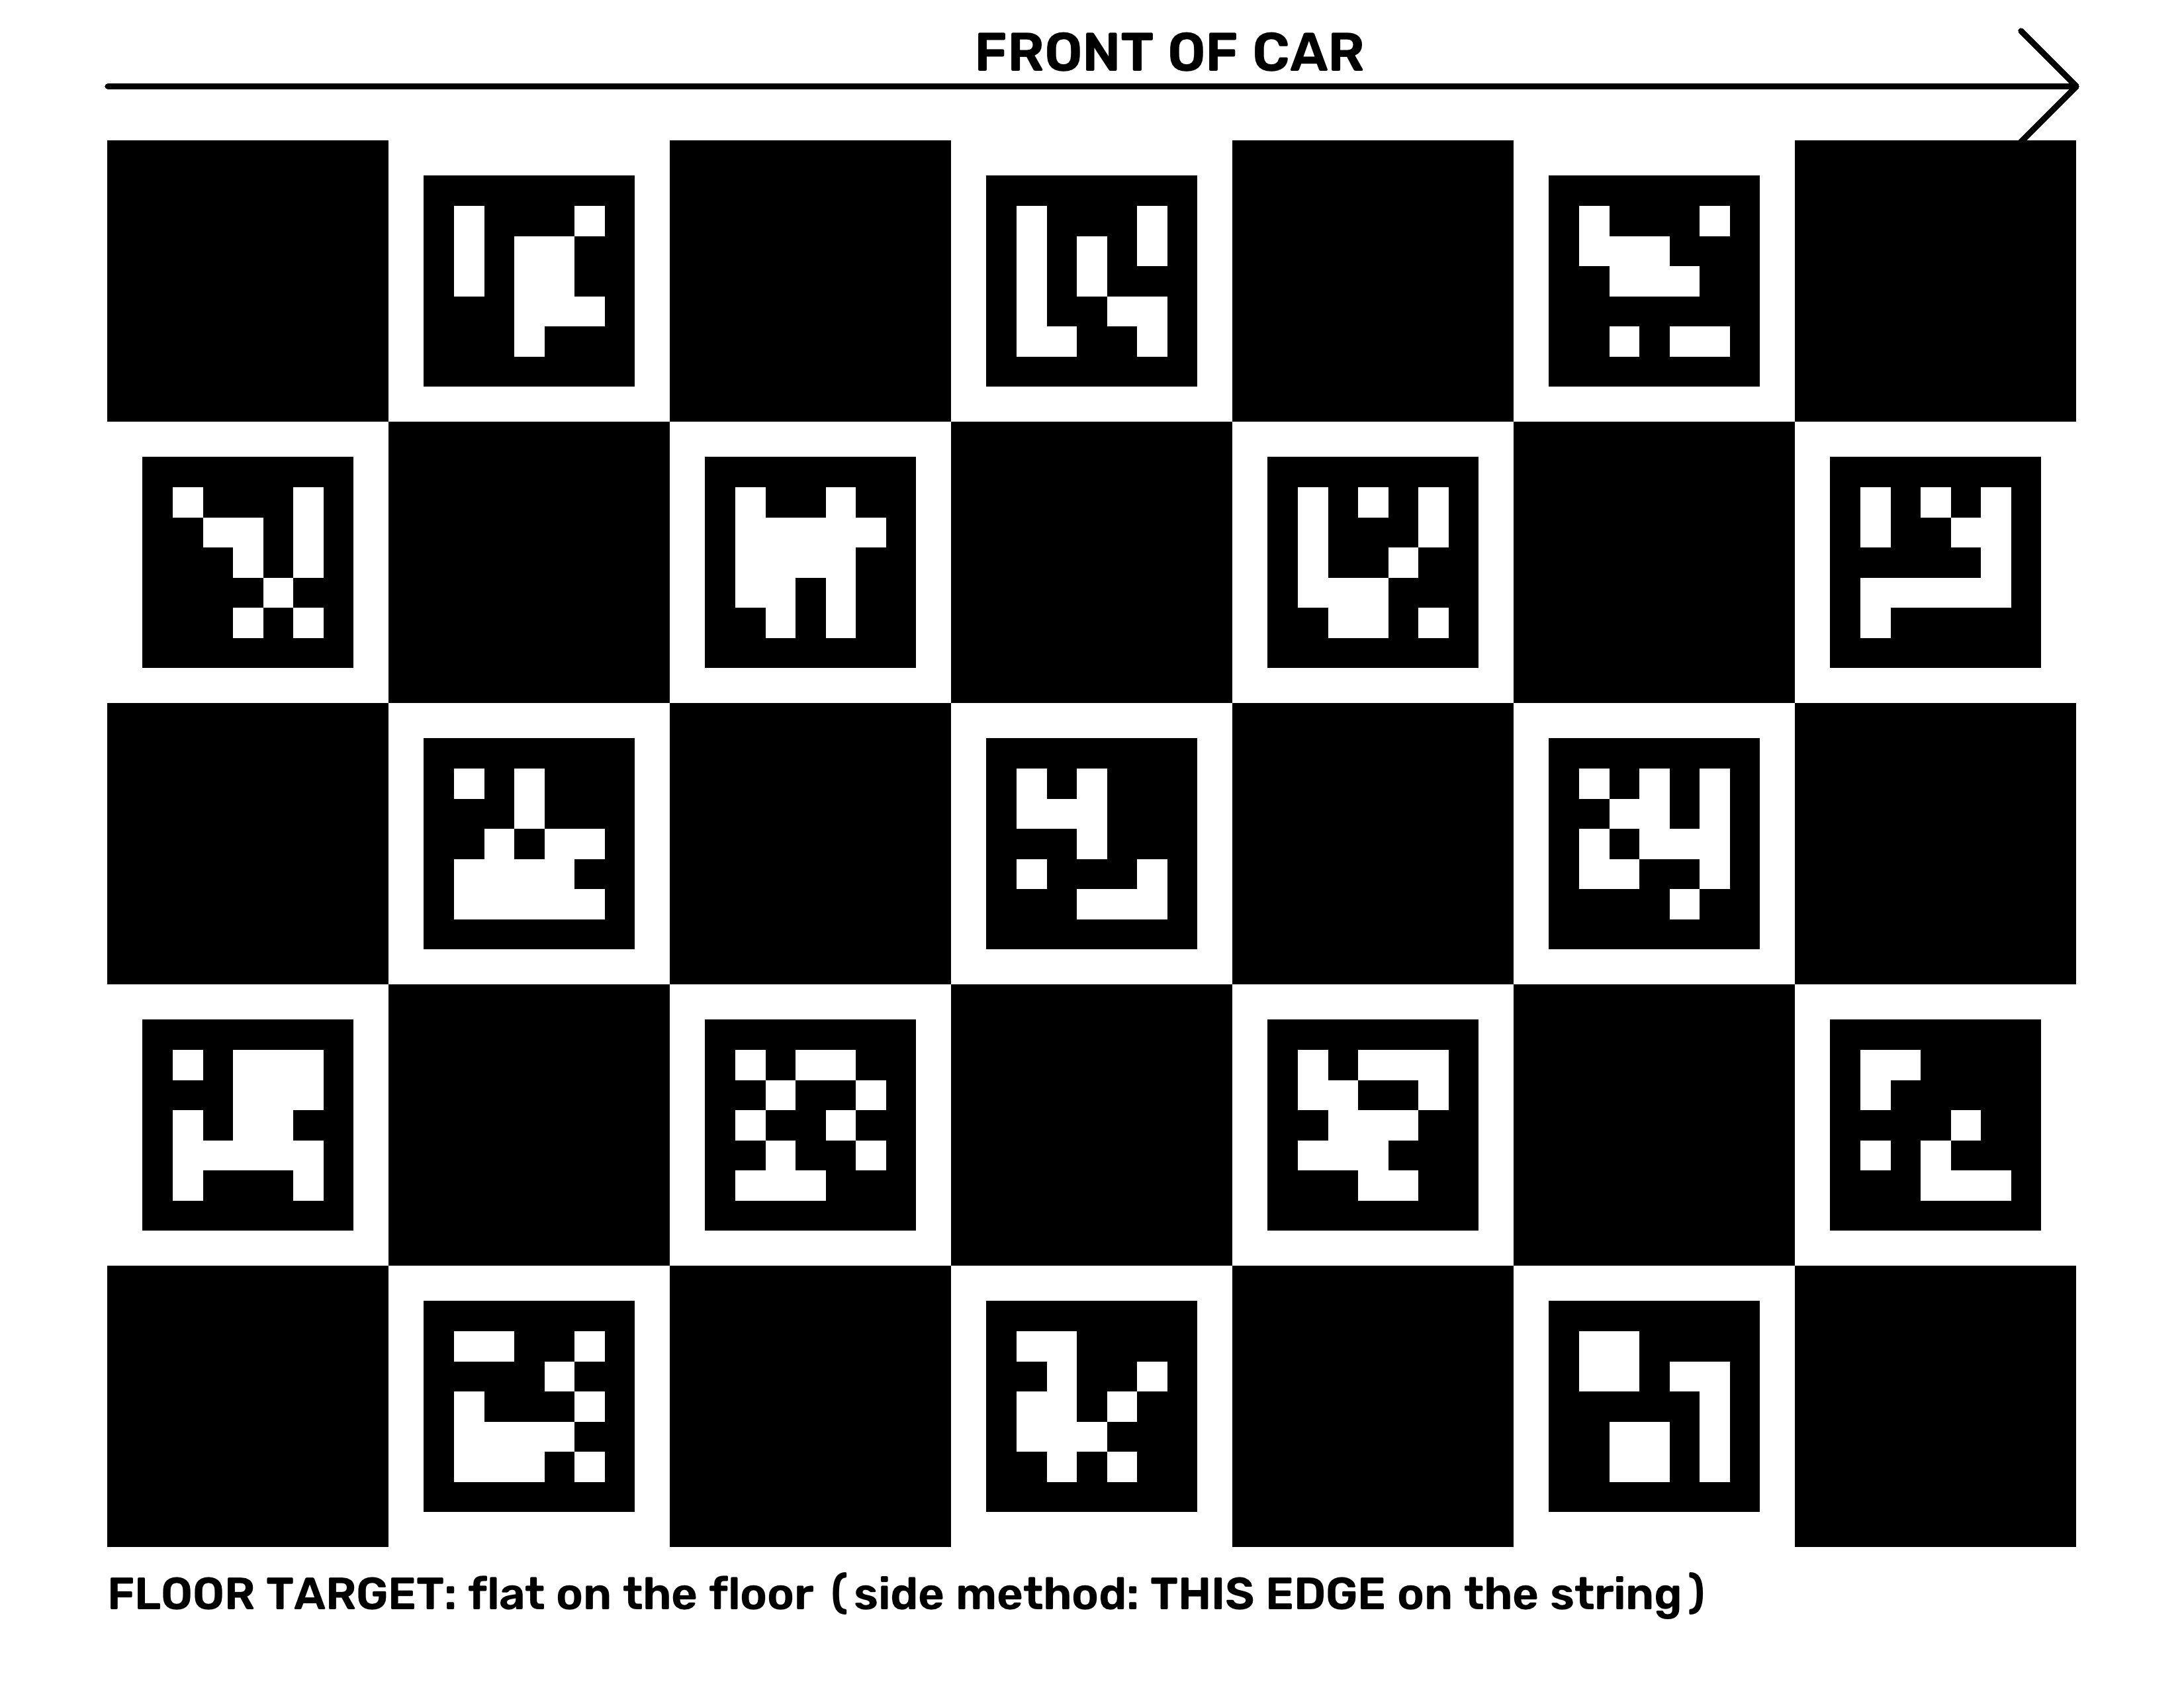 FRONT OF CAR
FLOOR TARGET: flat on the floor (side method: THIS EDGE on the string)